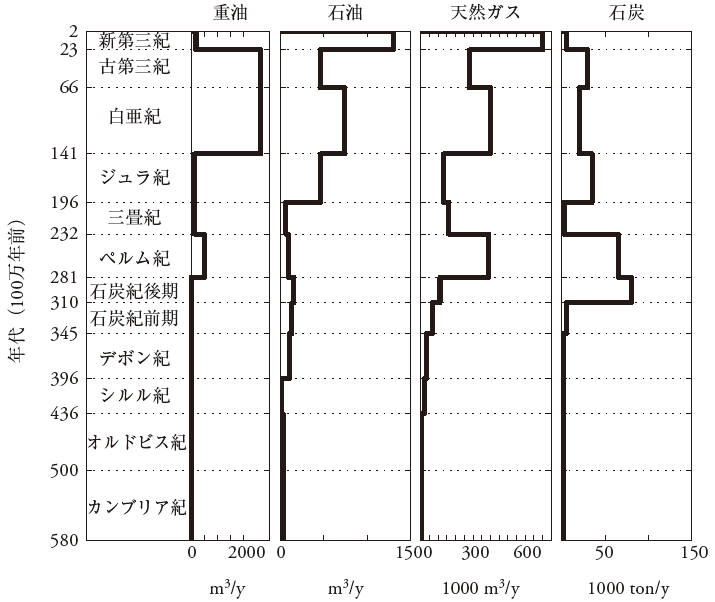 重油 石油 天然ガス 石炭
2
新第三紀
23
古第三紀
66
白亜紀
141
ジュラ紀
196
三畳紀
232
ペルム紀
281
石炭紀後期
310
石炭紀前期
345
デボン紀
396
シルル紀
436
オルドビス紀
500
カンブリア紀
580
年代（100万年前）
0 2000 0 1500 300 600 50 150
m³/y m³/y 1000 m³/y 1000 ton/y